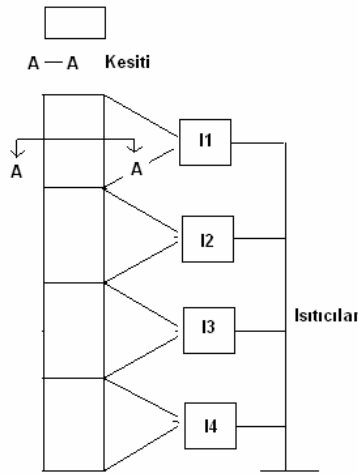 A — A Kesiti
A
A
I1
I2
I3
I4
Isıtıcılar